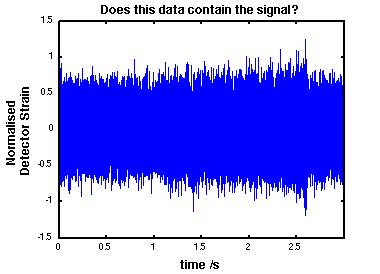 Does this data contain the signal?
1.5
1
0.5
0
-0.5
-1
-1.5
Normalised
Detector Strain
0 0.5 1 1.5 2 2.5
time /s